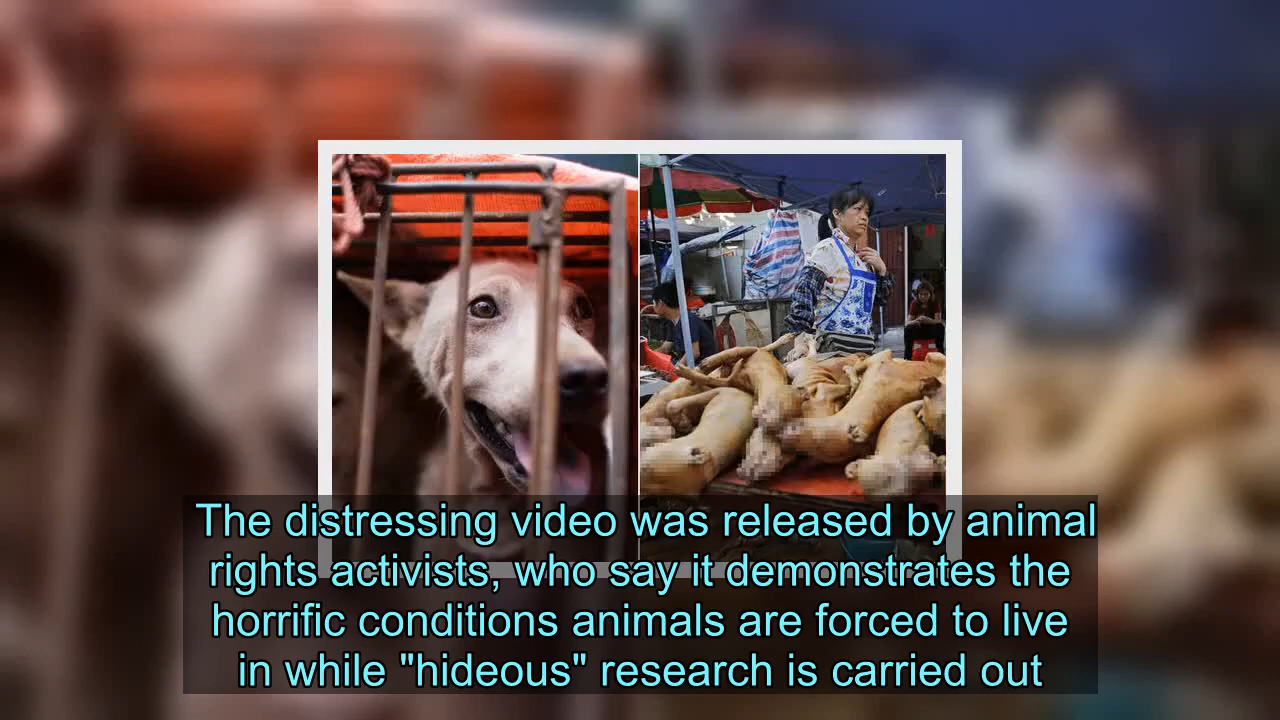 The distressing video was released by animal
rights activists, who say it demonstrates the
horrific conditions animals are forced to live
in while "hideous" research is carried out